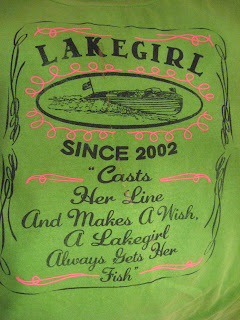 LAKEGIRL
SINCE 2002
"Casts
Her Line
And Makes A Wish,
A Lakegirl
Always Gets Her
Fish"